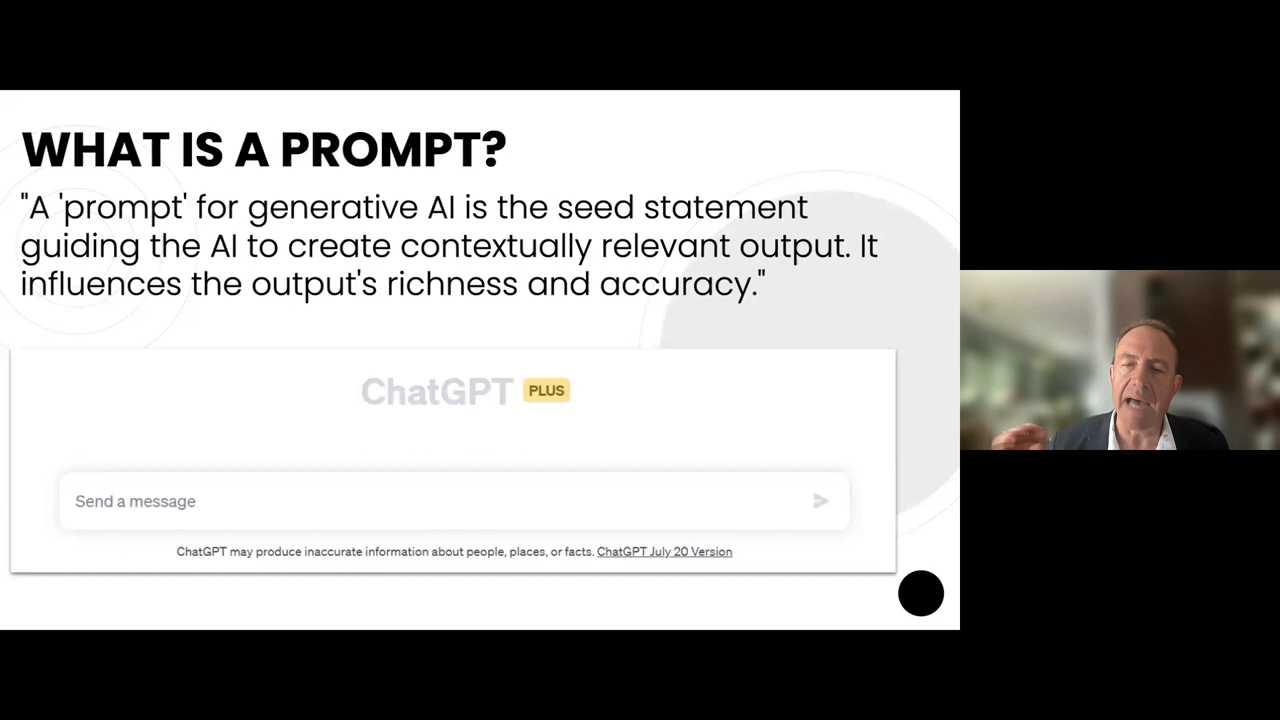 WHAT IS A PROMPT?
"A 'prompt' for generative AI is the seed statement
guiding the AI to create contextually relevant output. It
influences the output's richness and accuracy."
ChatGPT PLUS
Send a message
ChatGPT may produce inaccurate information about people, places, or facts. ChatGPT July 20 Version